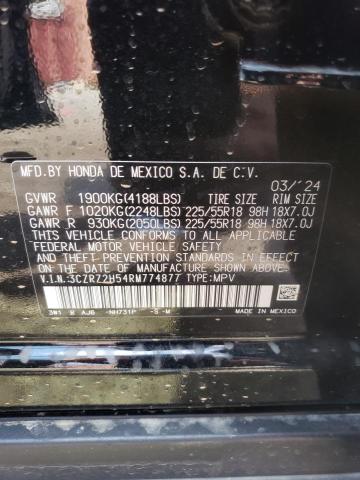 MFD.BY HONDA DE MEXICO S.A. DE C.V.
03/'24
GVWR 1900KG(4188LBS) TIRE SIZE RIM SIZE
GAWR F 1020KG(2248LBS) 225/55R18 98H 18X7.0J
GAWR R 930KG(2050LBS) 225/55R18 98H 18X7.0J
THIS VEHICLE CONFORMS TO ALL APPLICABLE
FEDERAL MOTOR VEHICLE SAFETY
AND THEFT PREVENTION STANDARDS IN EFFECT
ON THE DATE OF MANUFACTURE SHOWN ABOVE.
V.I.N.:3CZRZ2H54RM774877 TYPE:MPV
3W1 AJ6 -NH731P -S -M
MADE IN MEXICO